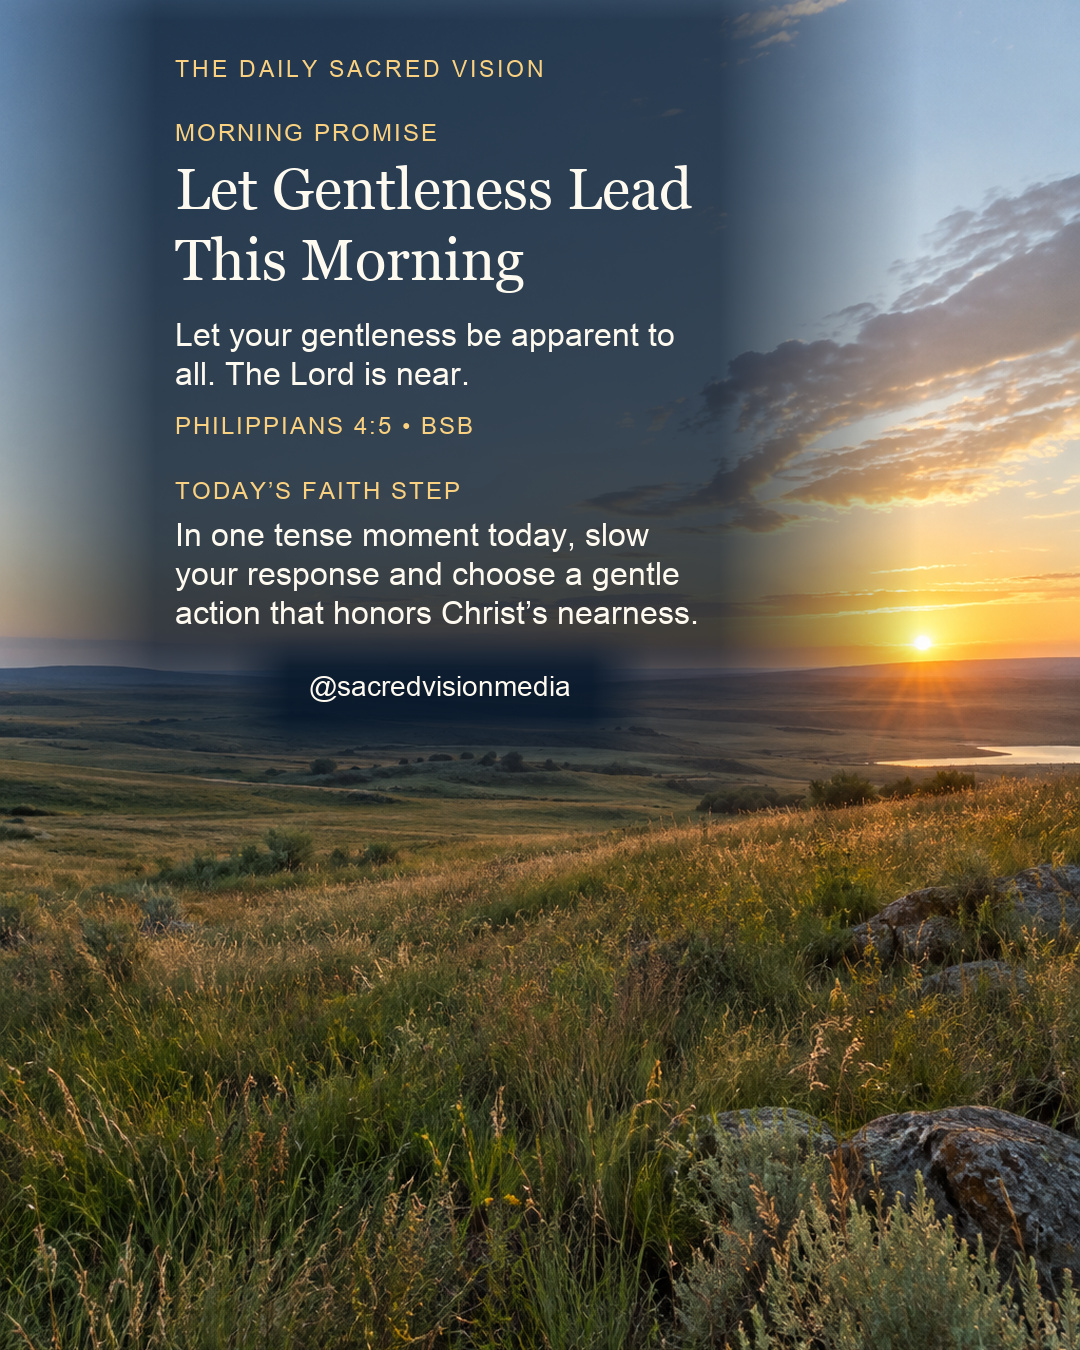 THE DAILY SACRED VISION
MORNING PROMISE
Let Gentleness Lead
This Morning
Let your gentleness be apparent to
all. The Lord is near.
PHILIPPIANS 4:5 • BSB
TODAY’S FAITH STEP
In one tense moment today, slow
your response and choose a gentle
action that honors Christ’s nearness.
@sacredvisionmedia